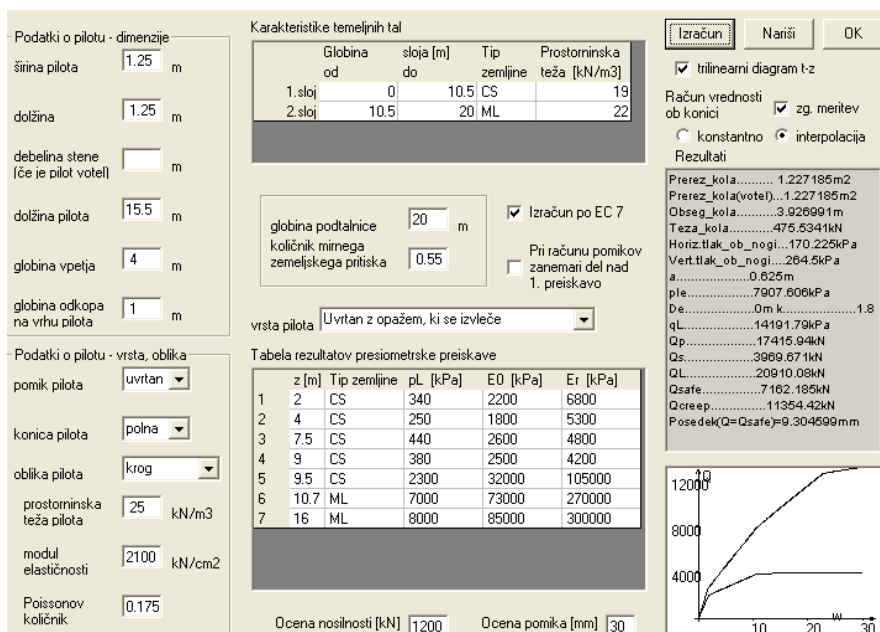 Podatki o pilotu - dimenzije
širina pilota 1.25 m
dolžina 1.25 m
debelina stene
(če je pilot votel) m
dolžina pilota 15.5 m
globina vpetja 4 m
globina odkopa
na vrhu pilota 1 m
Podatki o pilotu - vrsta, oblika
pomik pilota uvrtan
konica pilota polna
oblika pilota krog
prostorninska
teža pilota 25 kN/m3
modul
elastičnosti 2100 kN/cm2
Poissonov
količnik 0.175
Karakteristike temeljnih tal
Globina sloja [m] Tip Prostorninska
od do zemljine teža [kN/m3]
1.sloj 0 10.5 CS 19
2.sloj 10.5 20 ML 22
globina podtalnice 20 m
količnik mirnega
zemeljskega pritiska 0.55
Izračun po EC 7
Pri računu pomikov
zanemari del nad
1. preiskavo
vrsta pilota Uvrtan z opažem, ki se izvleče
Tabela rezultatov presiometrske preiskave
z [m] Tip zemljine pL [kPa] E0 [kPa] Er [kPa]
1 2 CS 340 2200 6800
2 4 CS 250 1800 5300
3 7.5 CS 440 2600 4800
4 9 CS 380 2500 4200
5 9.5 CS 2300 32000 105000
6 10.7 ML 7000 73000 270000
7 16 ML 8000 85000 300000
Ocena nosilnosti [kN] 1200 Ocena pomika [mm] 30
Izračun Nariši OK
trilinearni diagram t-z
Račun vrednosti
ob konici zg. meritev
konstantno interpolacija
Rezultati
Prerez_kola.......... 1.227185m2
Prerez_kola(votel)...1.227185m2
Obseg_kola..........3.926991m
Teza_kola............475.5341kN
Horiz.tlak_ob_nogi...170.225kPa
Vert.tlak_ob_nogi....264.5kPa
a..................0.625m
ple..................7907.606kPa
De...................0m k....................1.8
qL...................14191.79kPa
Qp...................17415.94kN
Qs...................3969.671kN
QL...................20910.08kN
Qsafe................7162.185kN
Qcreep...............11354.42kN
Posedek(Q=Qsafe)=9.304599mm
Q
12000
8000
4000
w
10 20 30